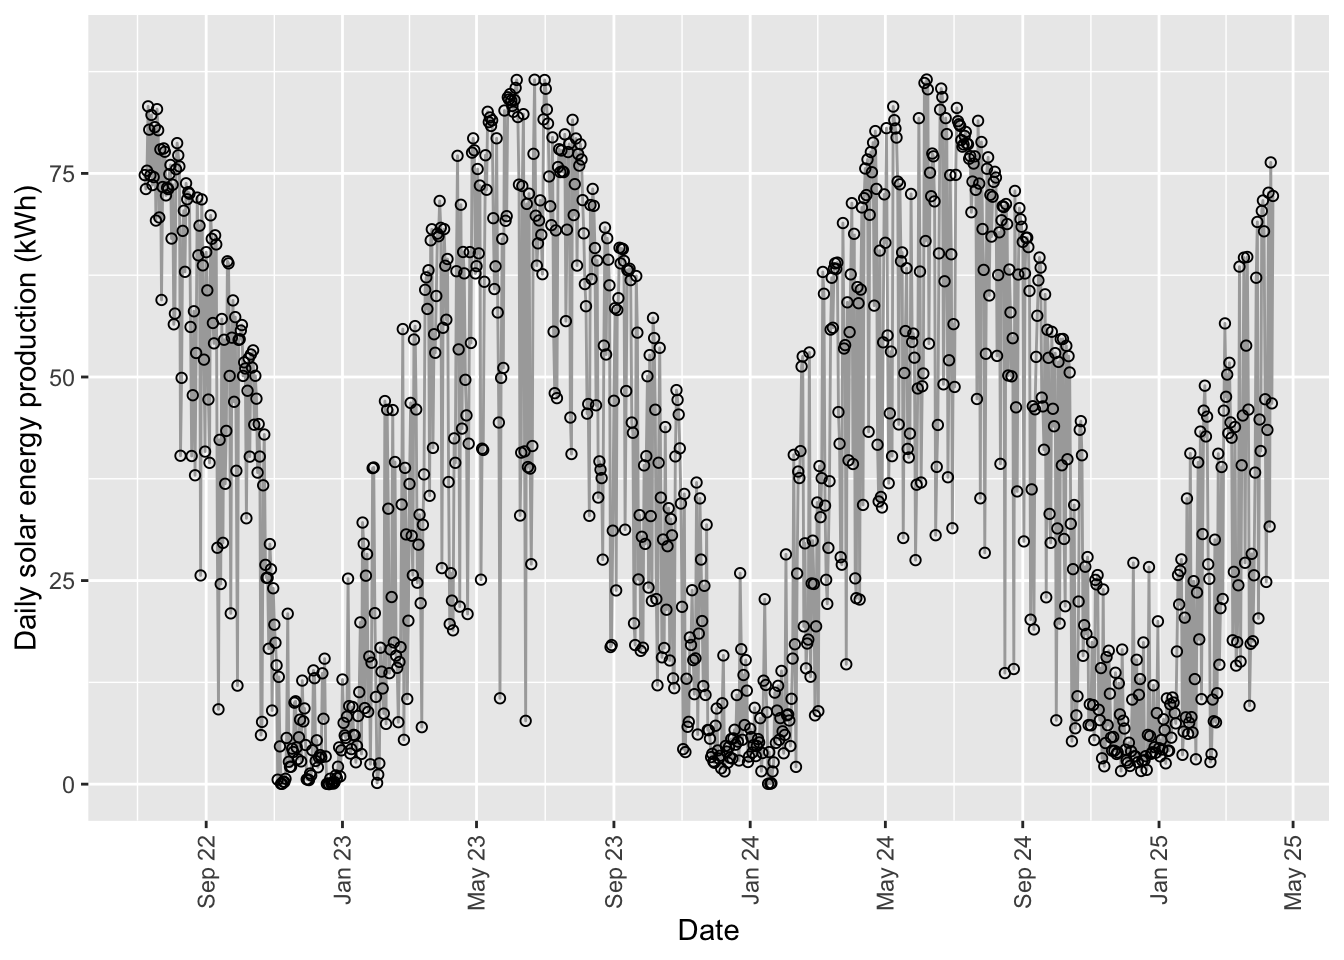 Daily solar energy production (kWh)
75
50
25
0
Sep 22
Jan 23
May 23
Sep 23
Jan 24
May 24
Sep 24
Jan 25
May 25
Date